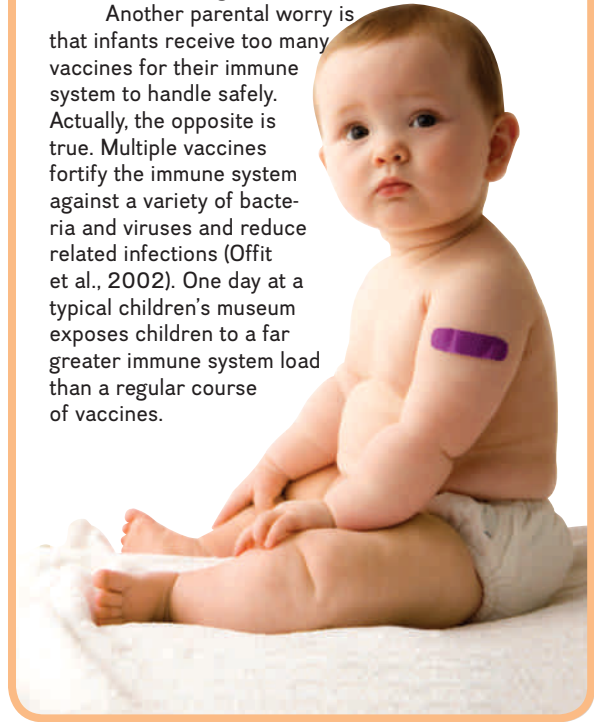 Another parental worry is
that infants receive too many
vaccines for their immune
system to handle safely.
Actually, the opposite is
true. Multiple vaccines
fortify the immune system
against a variety of bacte-
ria and viruses and reduce
related infections (Offit
et al., 2002). One day at a
typical children's museum
exposes children to a far
greater immune system load
than a regular course
of vaccines.